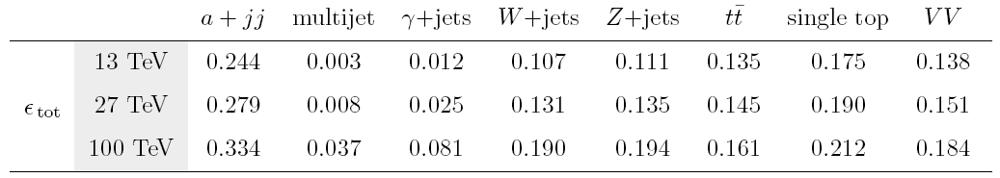 a + jj multijet γ+jets W+jets Z+jets tt̄ single top VV
13 TeV 0.244 0.003 0.012 0.107 0.111 0.135 0.175 0.138
ϵ tot 27 TeV 0.279 0.008 0.025 0.131 0.135 0.145 0.190 0.151
100 TeV 0.334 0.037 0.081 0.190 0.194 0.161 0.212 0.184